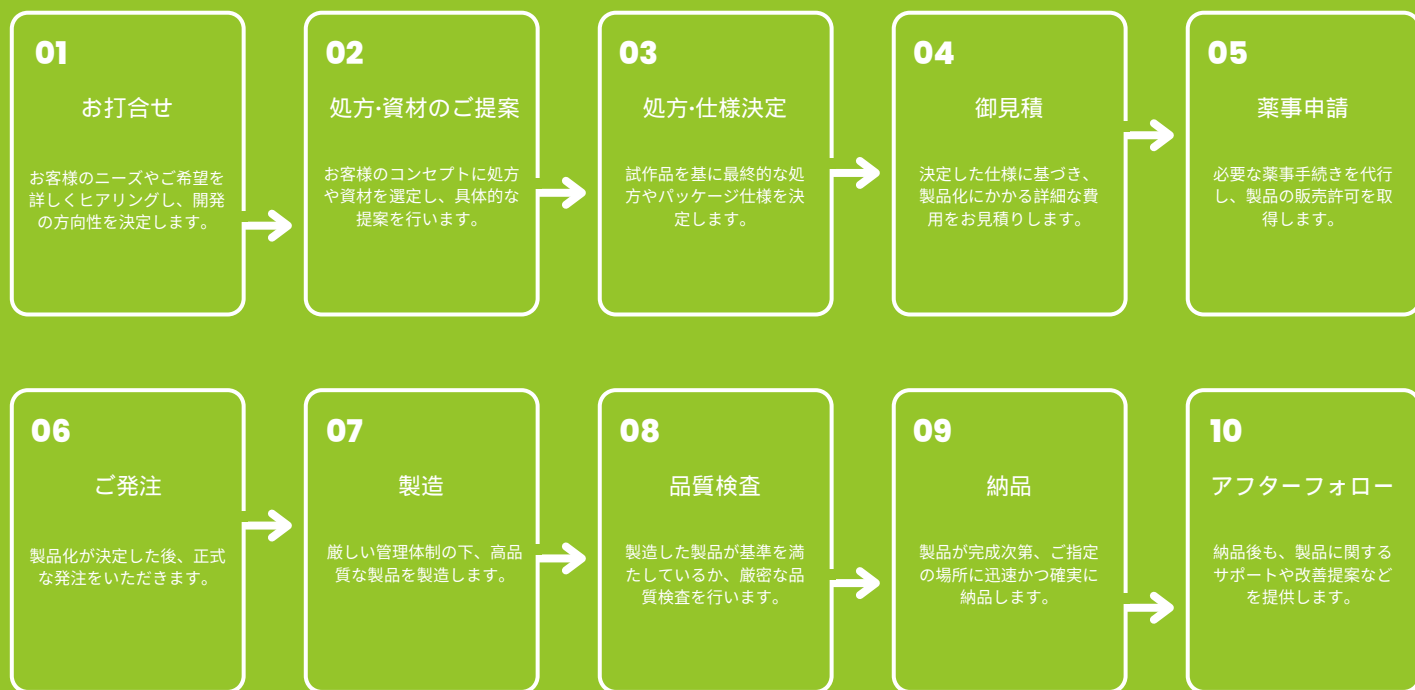 01
お打合せ
お客様のニーズやご希望を
詳しくヒアリングし、開発
の方向性を決定します。
02
処方・資材のご提案
お客様のコンセプトに処方
や資材を選定し、具体的な
提案を行います。
03
処方・仕様決定
試作品を基に最終的な処
方やパッケージ仕様を決
定します。
04
御見積
決定した仕様に基づき、
製品化にかかる詳細な費
用をお見積りします。
05
薬事申請
必要な薬事手続きを代行
し、製品の販売許可を取
得します。
06
ご発注
製品化が決定した後、正式
な発注をいただきます。
07
製造
厳しい管理体制の下、高品
質な製品を製造します。
08
品質検査
製造した製品が基準を満
たしているか、厳密な品
質検査を行います。
09
納品
製品が完成次第、ご指定
の場所に迅速かつ確実に
納品します。
10
アフターフォロー
納品後も、製品に関する
サポートや改善提案など
を提供します。